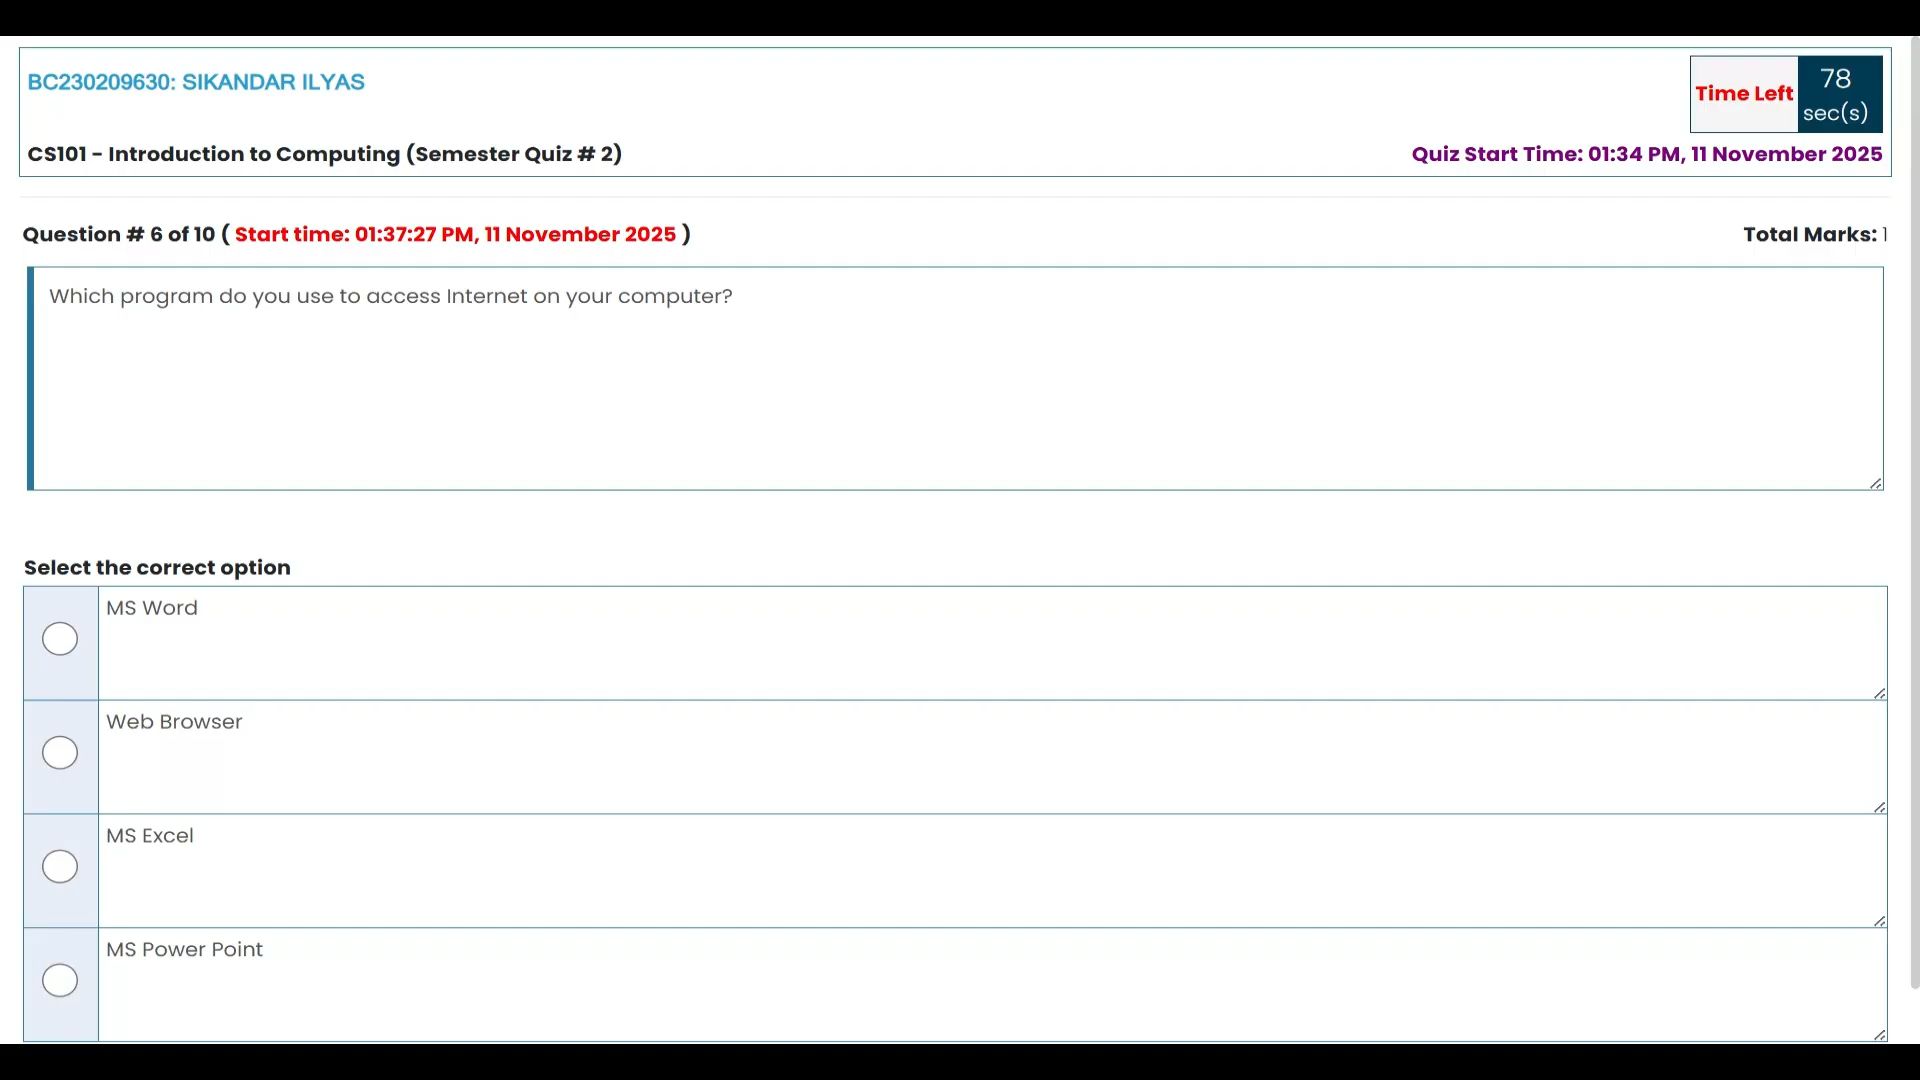 BC230209630: SIKANDAR ILYAS
Time Left
78
sec(s)
CS101 - Introduction to Computing (Semester Quiz # 2)
Quiz Start Time: 01:34 PM, 11 November 2025
Question # 6 of 10 ( Start time: 01:37:27 PM, 11 November 2025 )
Total Marks: 1
Which program do you use to access Internet on your computer?
Select the correct option
MS Word
Web Browser
MS Excel
MS Power Point